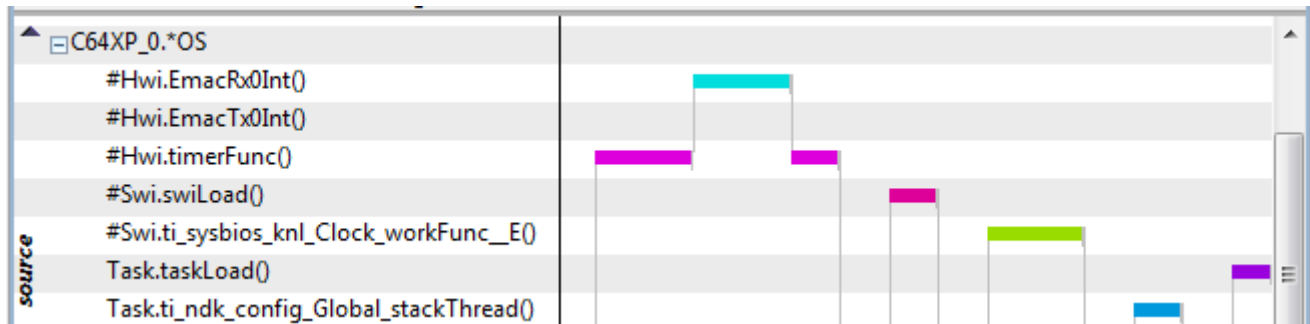 C64XP_0.*OS
#Hwi.EmacRx0Int()
#Hwi.EmacTx0Int()
#Hwi.timerFunc()
#Swi.swiLoad()
#Swi.ti_sysbios_knl_Clock_workFunc__E()
Task.taskLoad()
Task.ti_ndk_config_Global_stackThread()
source